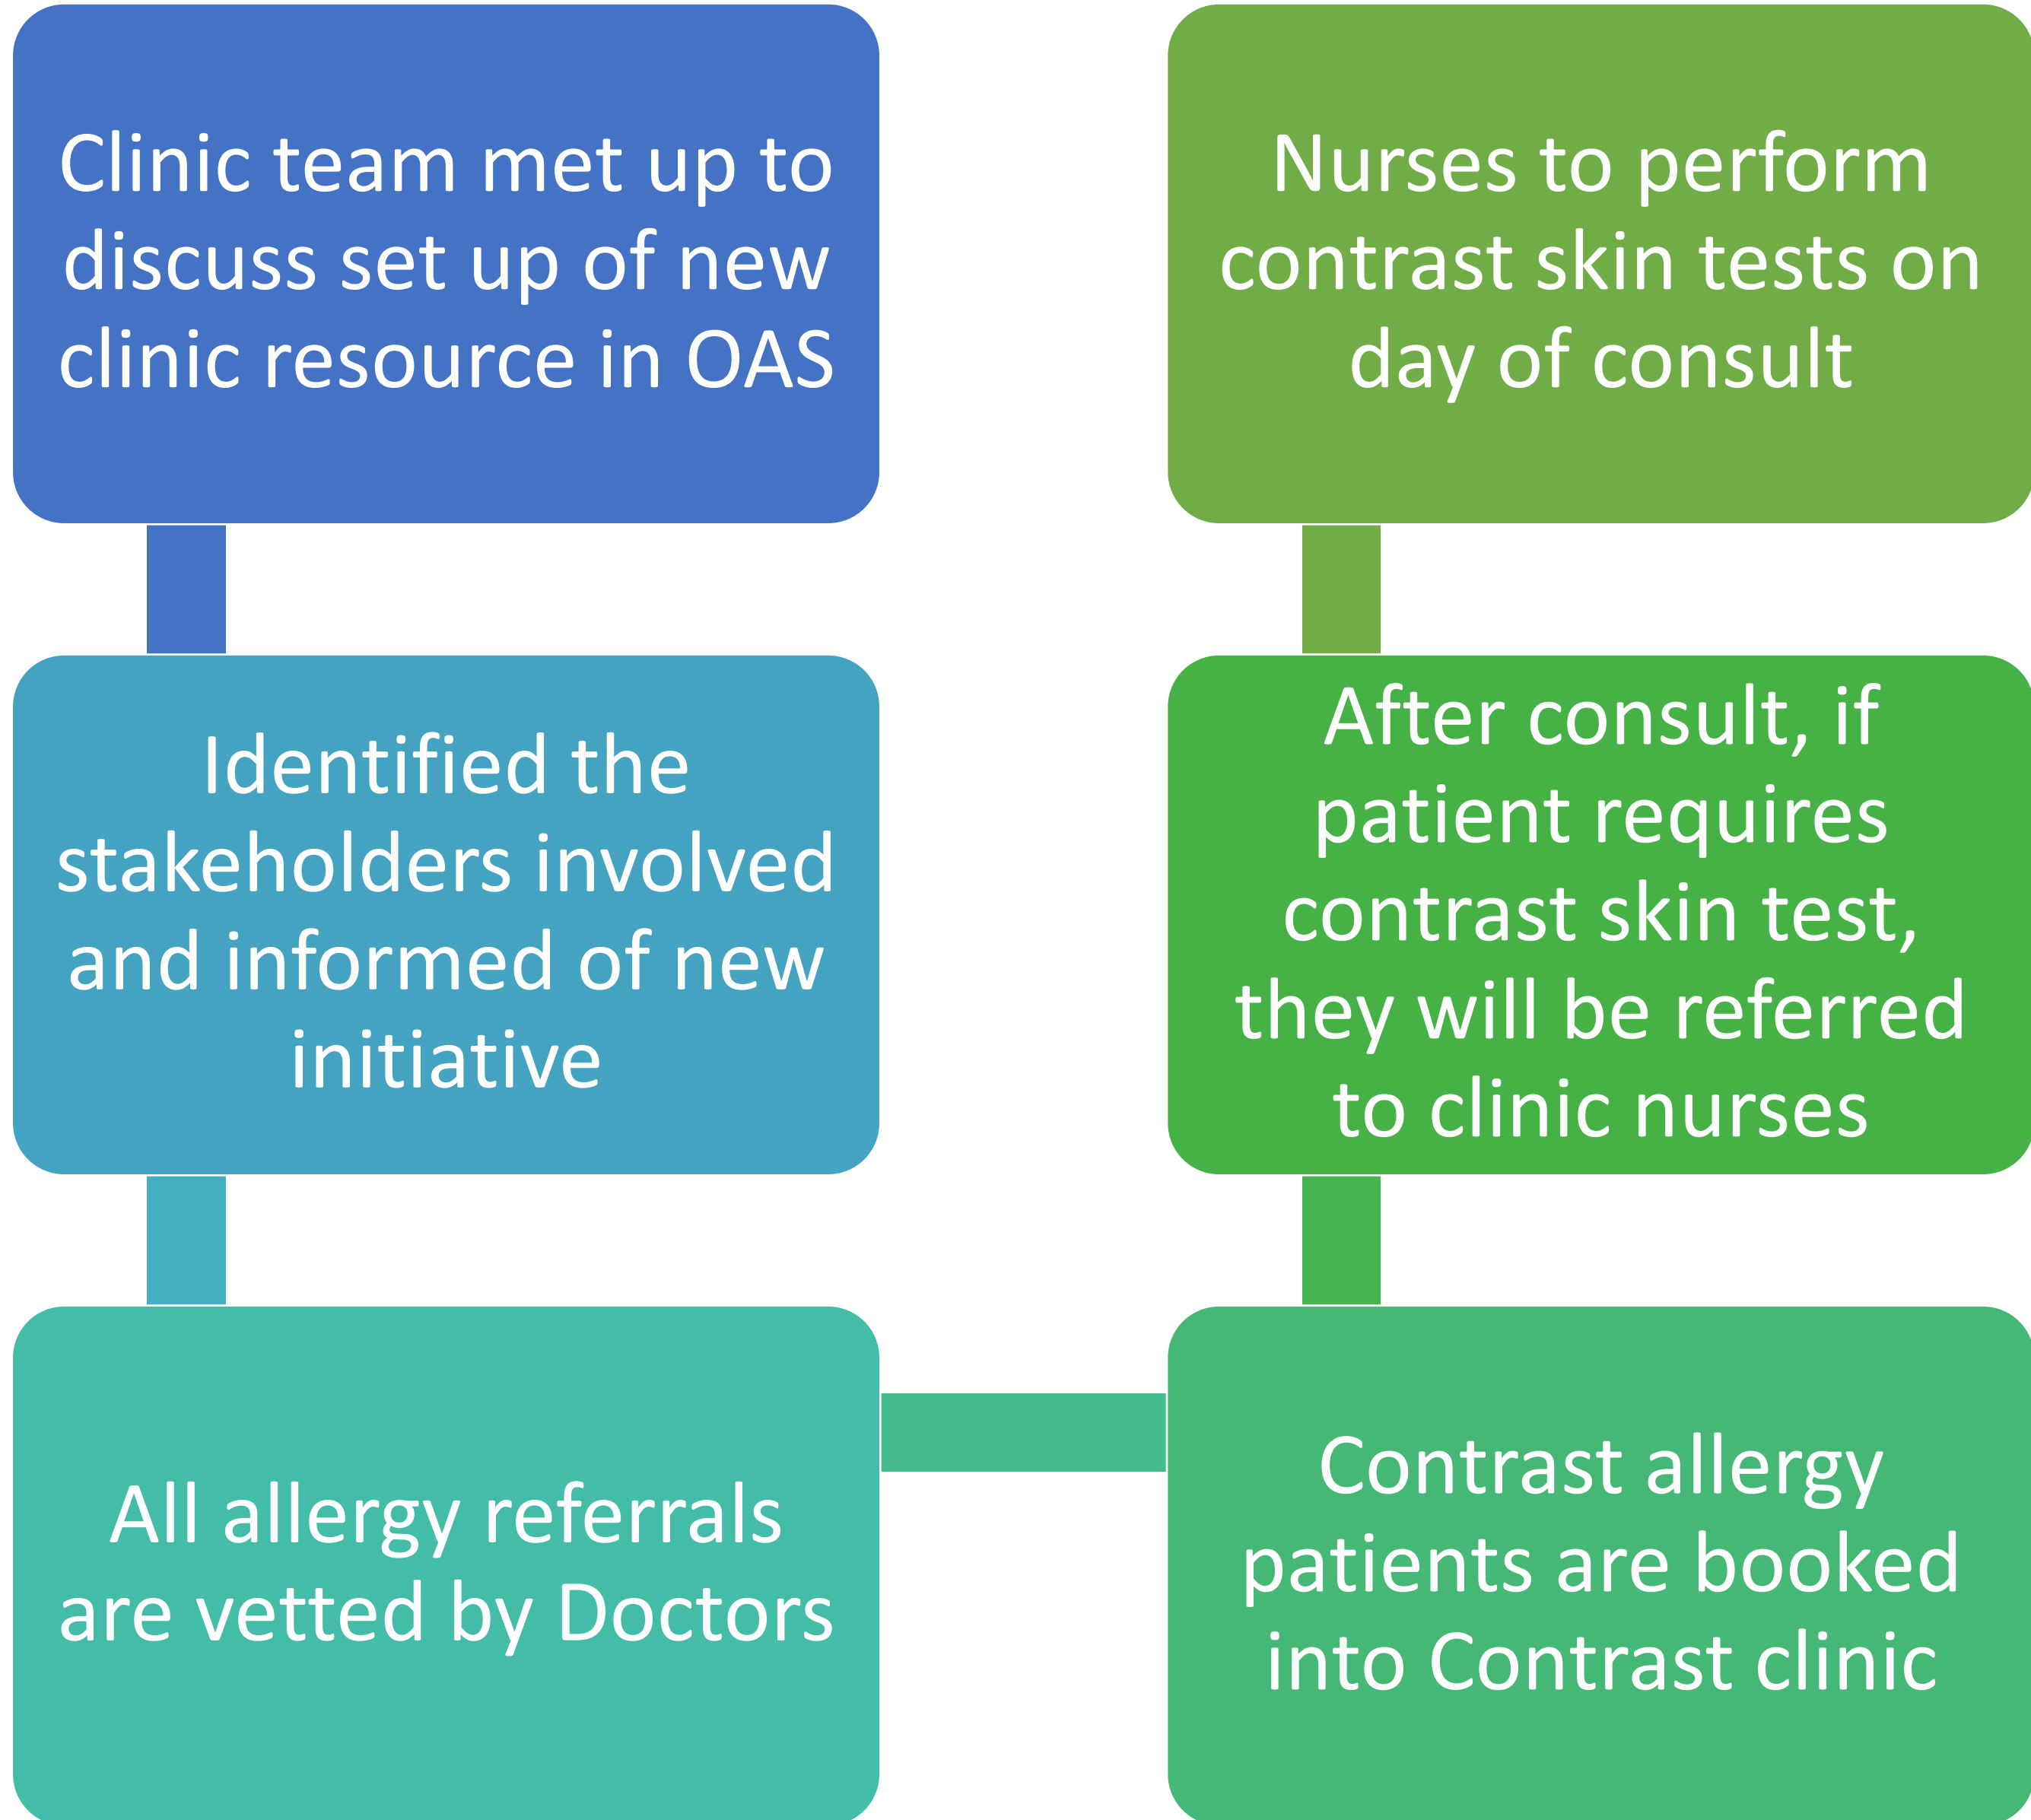 Clinic team met up to
discuss set up of new
clinic resource in OAS
Identified the
stakeholders involved
and informed of new
initiative
All allergy referrals
are vetted by Doctors
Contrast allergy
patients are booked
into Contrast clinic
After consult, if
patient requires
contrast skin test,
they will be referred
to clinic nurses
Nurses to perform
contrast skin tests on
day of consult